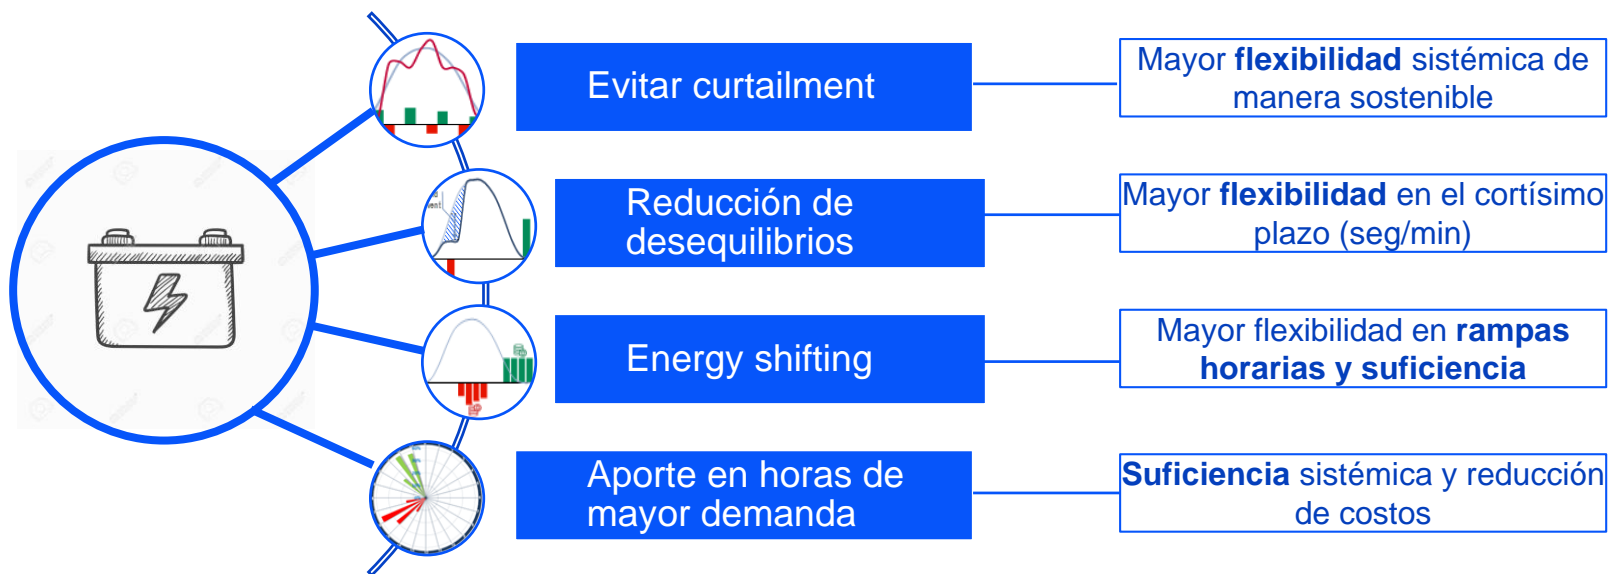 Evitar curtailment
Mayor flexibilidad sistémica de
manera sostenible
Reducción de
desequilibrios
Mayor flexibilidad en el cortísimo
plazo (seg/min)
Energy shifting
Mayor flexibilidad en rampas
horarias y suficiencia
Aporte en horas de
mayor demanda
Suficiencia sistémica y reducción
de costos